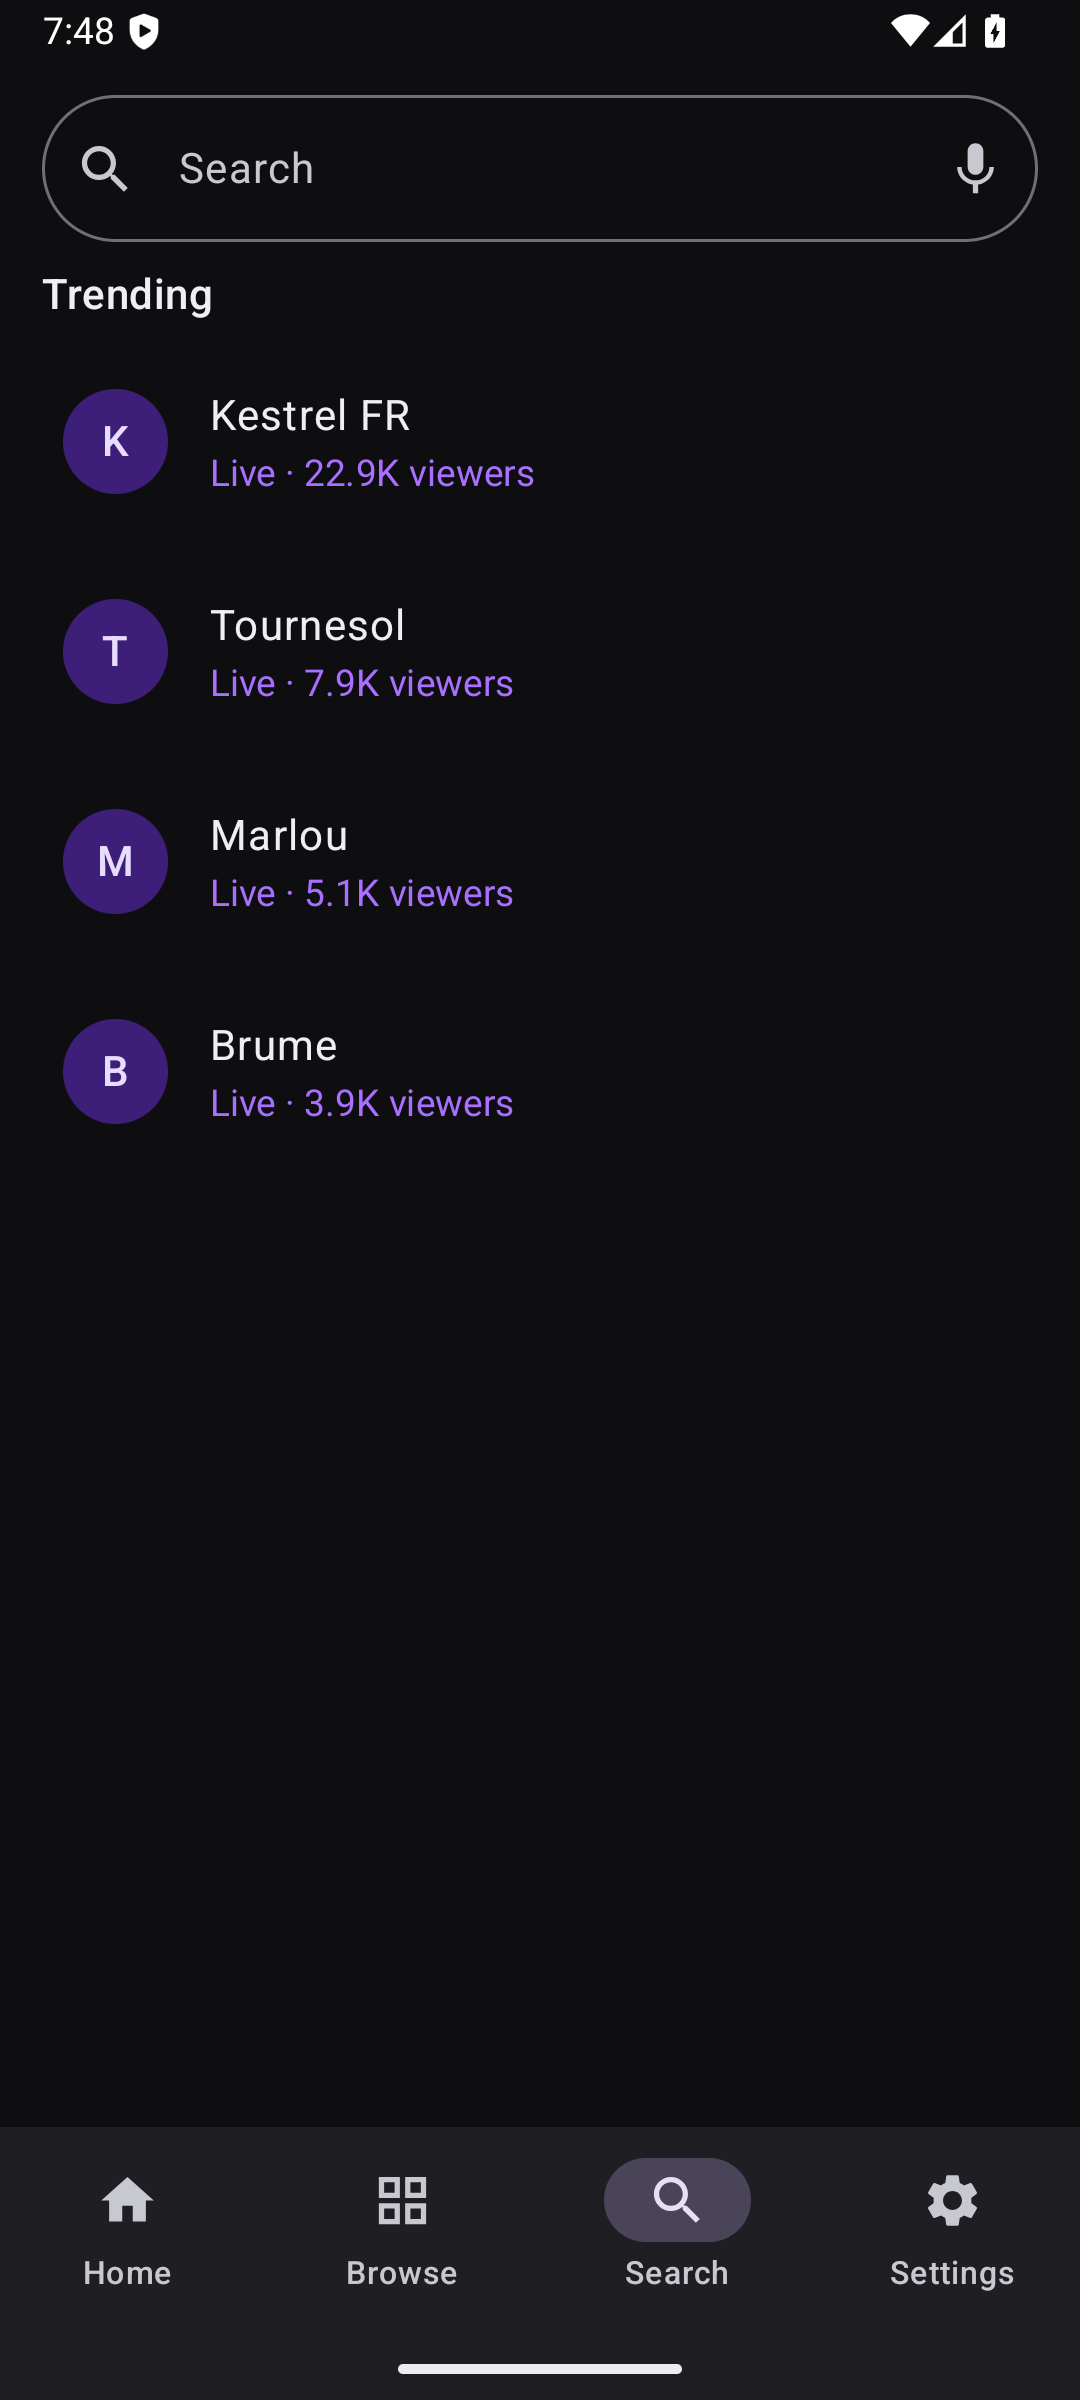 7:48
Search
Trending
K
Kestrel FR
Live · 22.9K viewers
T
Tournesol
Live · 7.9K viewers
M
Marlou
Live · 5.1K viewers
B
Brume
Live · 3.9K viewers
Home Browse Search Settings